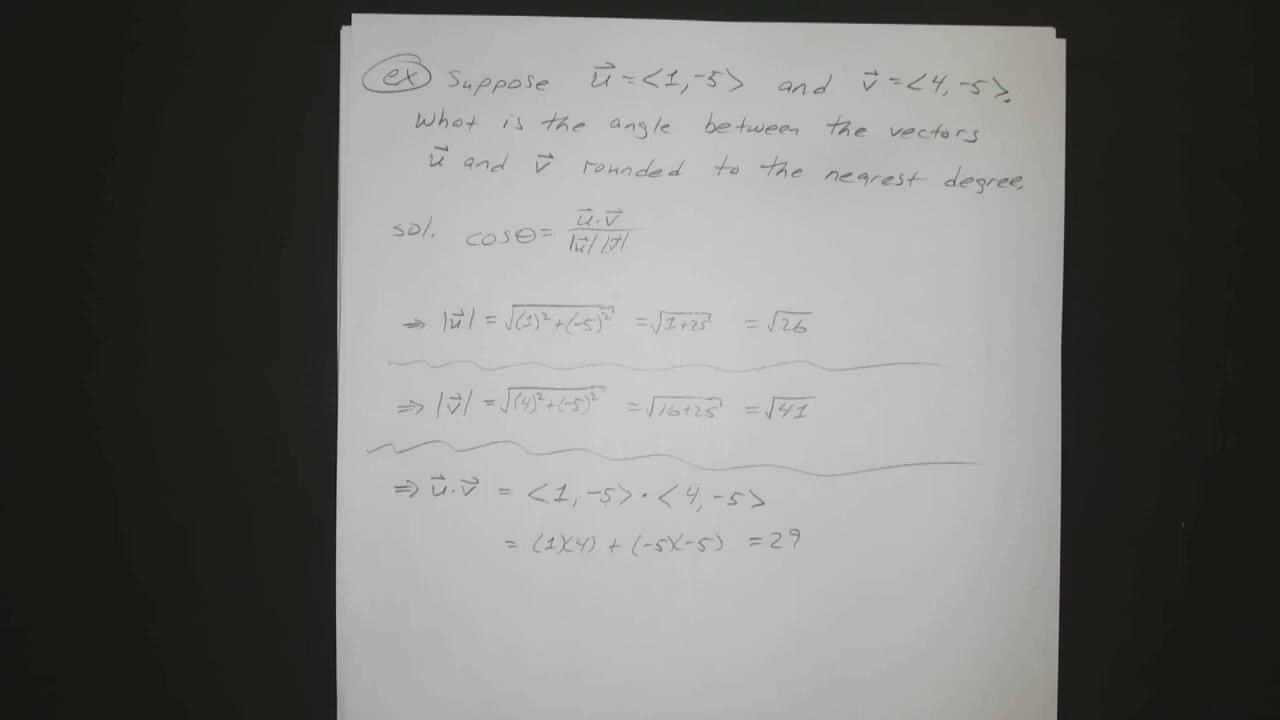 ex Suppose u⃗ = <1, -5> and v⃗ = <4, -5>.
What is the angle between the vectors
u⃗ and v⃗ rounded to the nearest degree.
sol. cosθ = u⃗·v⃗ / |u⃗| |v⃗|
⇒ |u⃗| = √((1)²+(-5)²) = √(1+25) = √26
⇒ |v⃗| = √((4)²+(-5)²) = √(16+25) = √41
⇒ u⃗·v⃗ = <1, -5> · <4, -5>
= (1)(4) + (-5)(-5) = 29